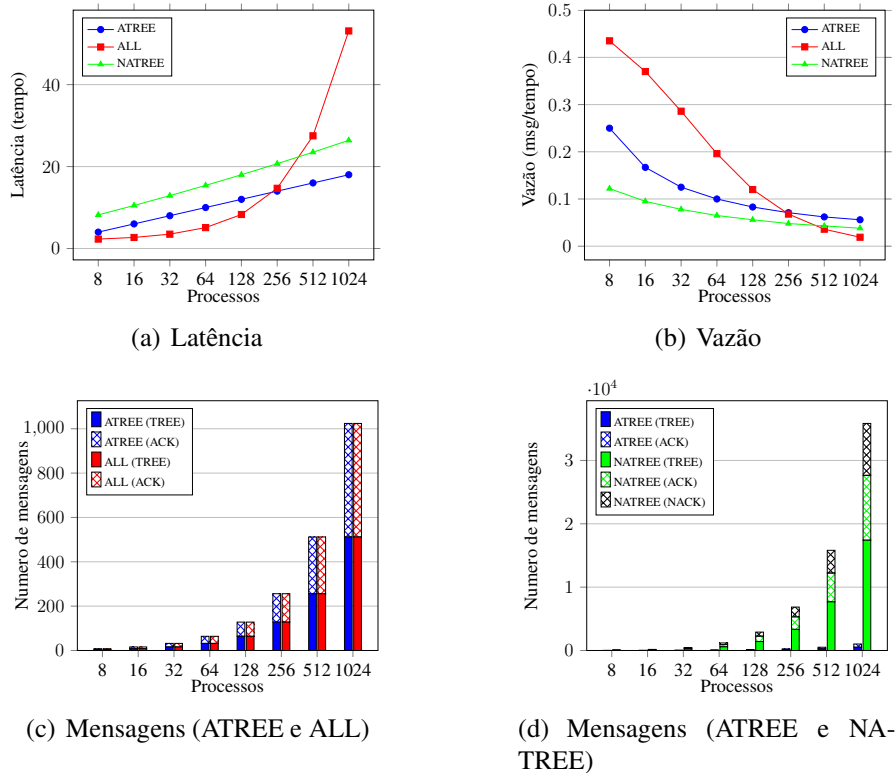 ATREE
ALL
NATREE
Latência (tempo)
40
20
0
8 16 32 64 128 256 512 1024
Processos
(a) Latência
ATREE
ALL
NATREE
Vazão (msg/tempo)
0.5
0.4
0.3
0.2
0.1
0
8 16 32 64 128 256 512 1024
Processos
(b) Vazão
ATREE (TREE)
ATREE (ACK)
ALL (TREE)
ALL (ACK)
Numero de mensagens
1,000
800
600
400
200
0
8 16 32 64 128 256 512 1024
Processos
(c) Mensagens (ATREE e ALL)
·10⁴
ATREE (TREE)
ATREE (ACK)
NATREE (TREE)
NATREE (ACK)
NATREE (NACK)
Numero de mensagens
3
2
1
0
8 16 32 64 128 256 512 1024
Processos
(d) Mensagens (ATREE e NA-
TREE)